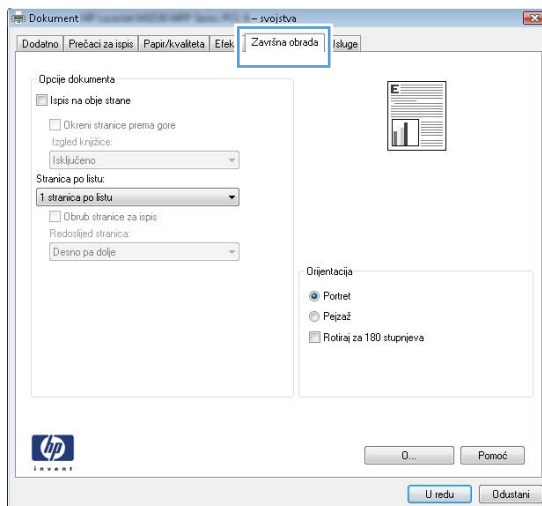 Dokument – svojstva
Dodatno Prečaci za ispis Papir/kvaliteta Efek Završna obrada sluge
Opcije dokumenta
Ispis na obje strane
Okreni stranice prema gore
Izgled knjižice:
Isključeno
Stranica po listu:
1 stranica po listu
Obrub stranice za ispis
Redoslijed stranica:
Desno pa dolje
E
Orijentacija
Portret
Pejzaž
Rotiraj za 180 stupnjeva
hp
invent
O...
Pomoć
U redu
Odustani